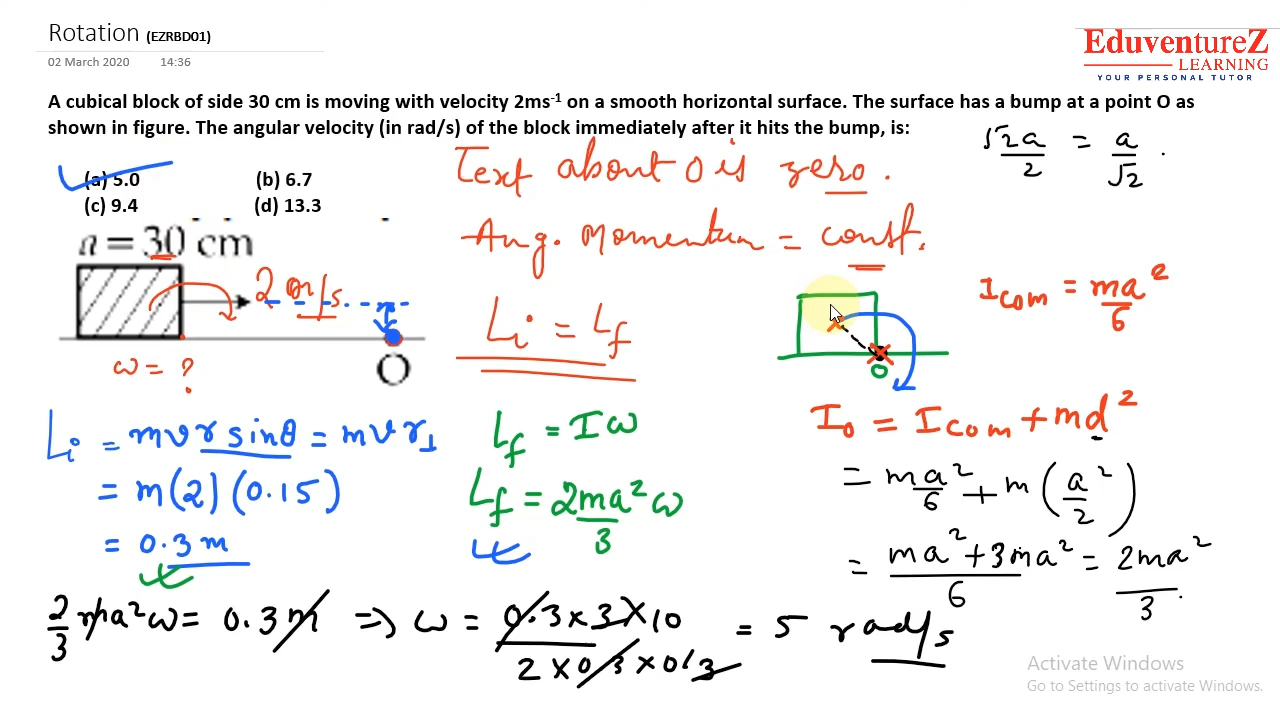 Rotation (EZRBD01)
02 March 2020 14:36
EduventureZ
LEARNING
YOUR PERSONAL TUTOR
A cubical block of side 30 cm is moving with velocity 2ms⁻¹ on a smooth horizontal surface. The surface has a bump at a point O as
shown in figure. The angular velocity (in rad/s) of the block immediately after it hits the bump, is:
(a) 5.0 (b) 6.7
(c) 9.4 (d) 13.3
√2a/2 = a/√2 .
Text about O is zero.
Ang. Momentum = const.
a = 30 cm
2 m/s.
O
ω = ?
Li = Lf
O
Icom = ma²/6
Li = mvr sinθ = mvr⊥
= m(2)(0.15)
= 0.3m
Lf = Iω
Lf = 2ma²/3 ω
Io = Icom + md²
= ma²/6 + m(a²/2)
= ma² + 3ma²/6 = 2ma²/3.
2/3 ma²ω = 0.3m ⇒ ω = 0.3 × 3 × 10 / 2 × 0.3 × 0.3 = 5 rad/s
Activate Windows
Go to Settings to activate Windows.